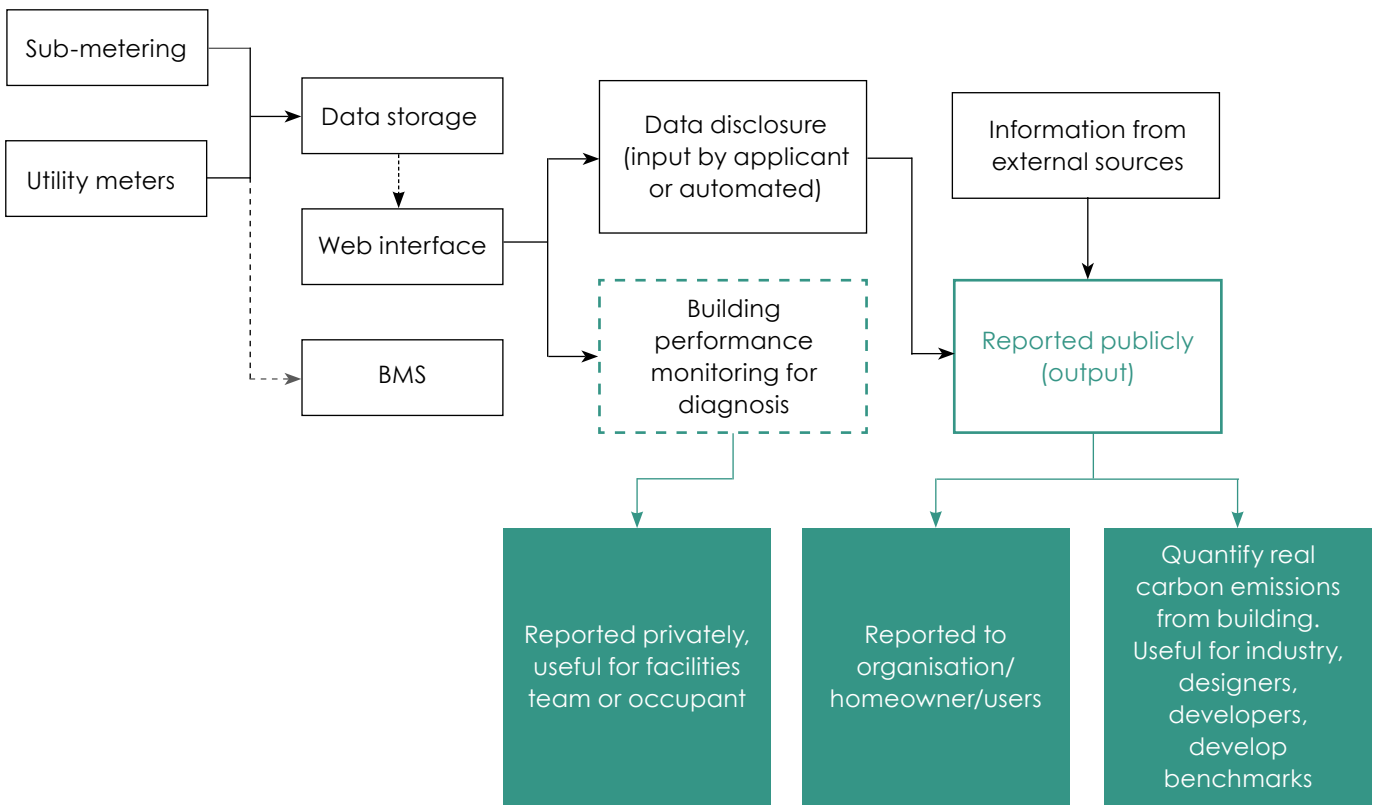 Sub-metering
Utility meters
Data storage
Web interface
BMS
Data disclosure
(input by applicant
or automated)
Building
performance
monitoring for
diagnosis
Information from
external sources
Reported publicly
(output)
Reported privately,
useful for facilities
team or occupant
Reported to
organisation/
homeowner/users
Quantify real
carbon emissions
from building.
Useful for industry,
designers,
developers,
develop
benchmarks